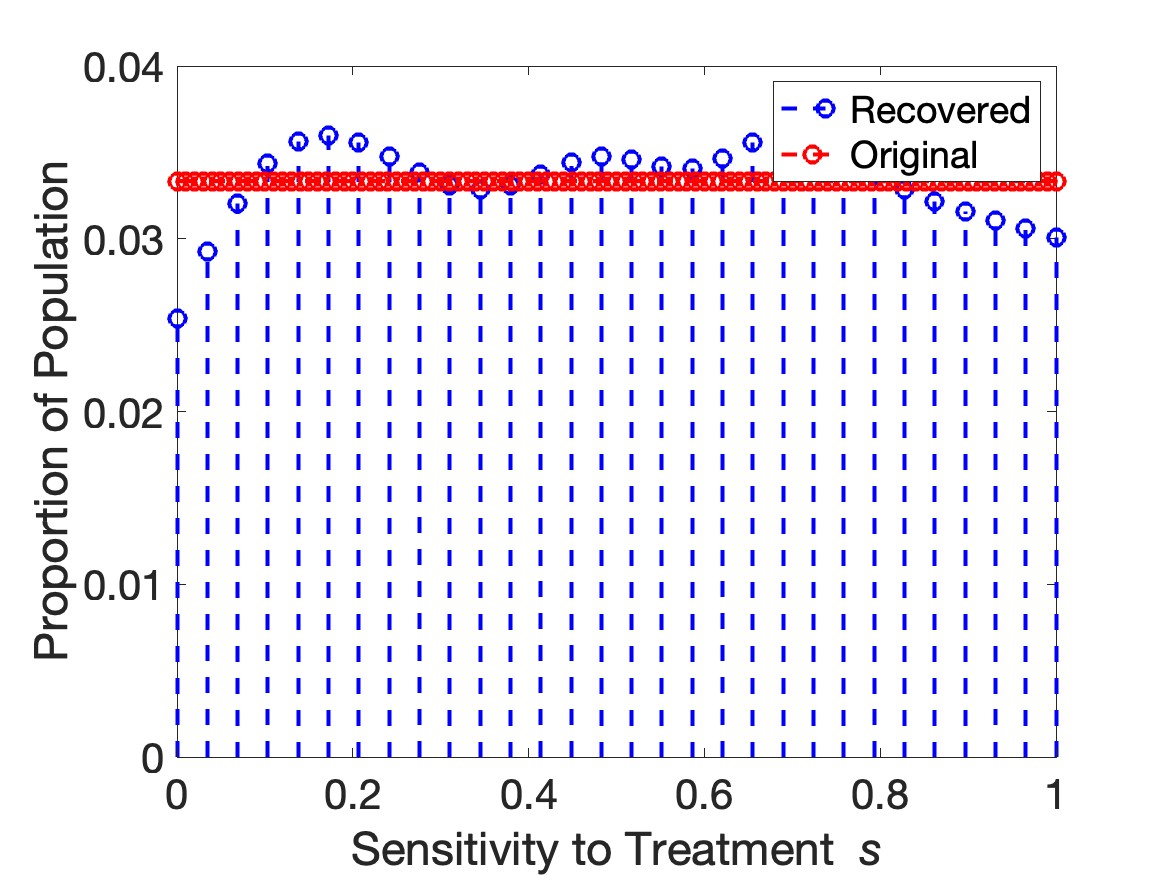 0.04
0.03
0.02
0.01
0
Proportion of Population
Recovered
Original
0 0.2 0.4 0.6 0.8 1
Sensitivity to Treatment s